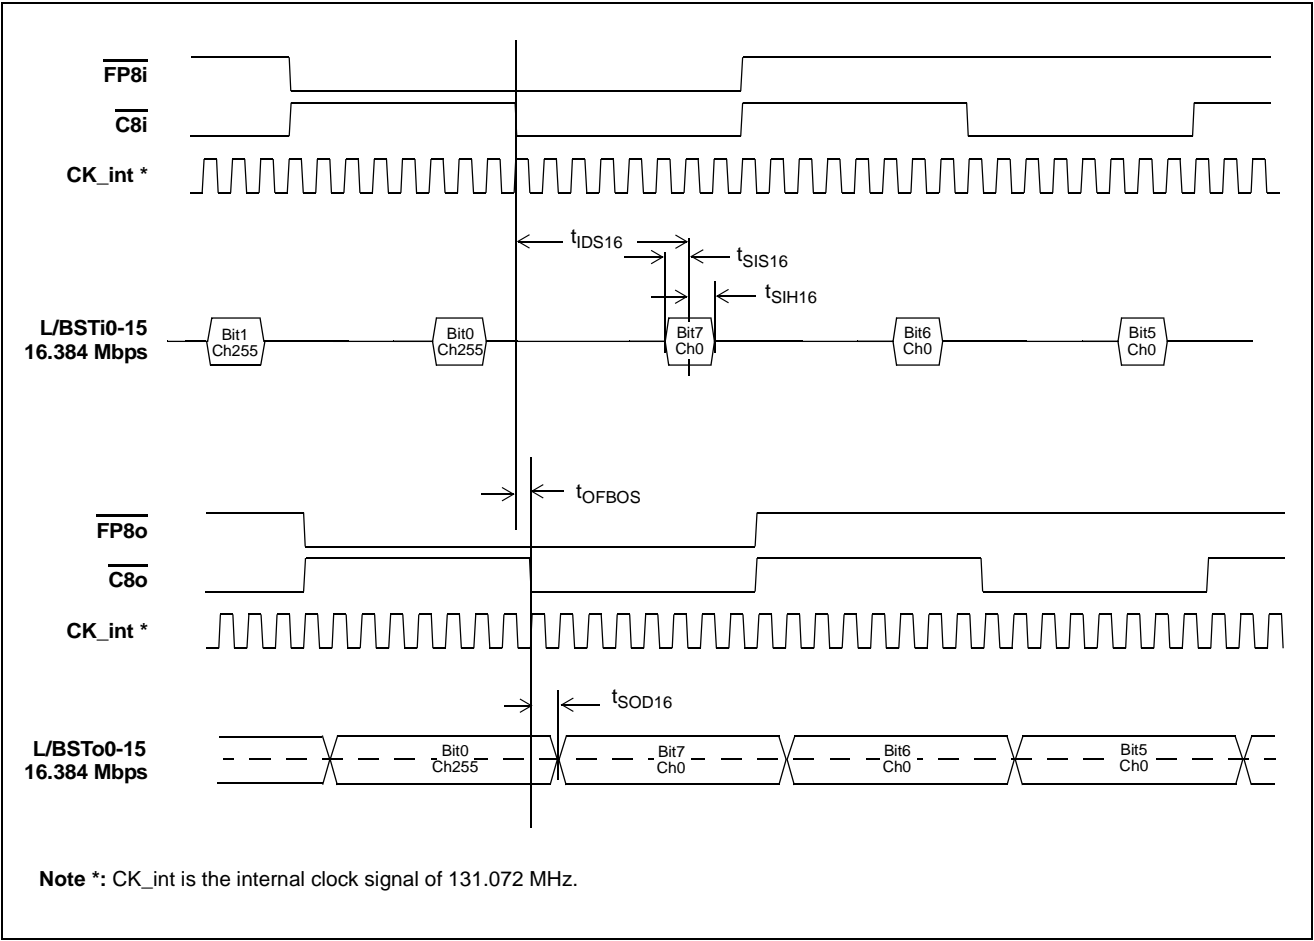 FP8i
C8i
CK_int *
tIDS16
tSIS16
tSIH16
L/BSTi0-15
16.384 Mbps
Bit1
Ch255
Bit0
Ch255
Bit7
Ch0
Bit6
Ch0
Bit5
Ch0
tOFBOS
FP8o
C8o
CK_int *
tSOD16
L/BSTo0-15
16.384 Mbps
Bit0
Ch255
Bit7
Ch0
Bit6
Ch0
Bit5
Ch0
Note *: CK_int is the internal clock signal of 131.072 MHz.